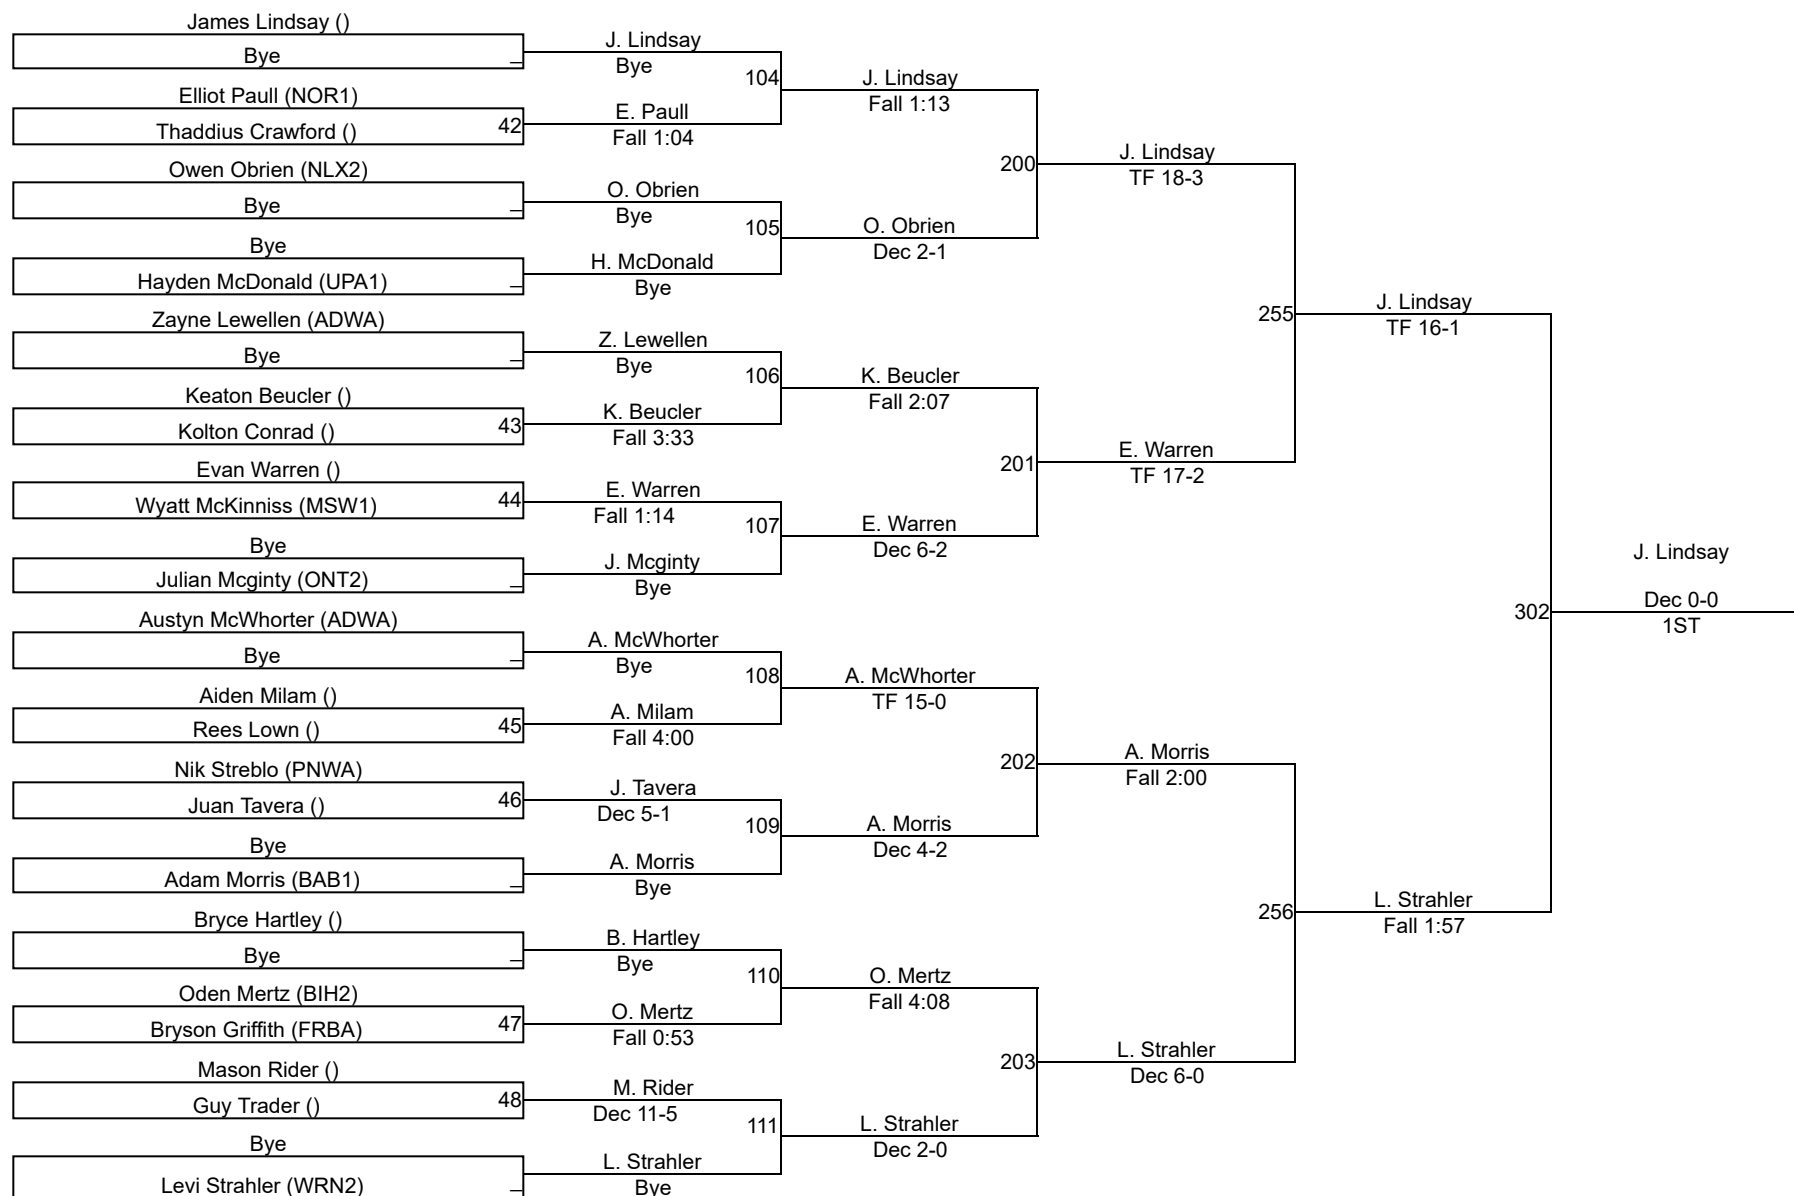 James Lindsay ()
Bye
Elliot Paull (NOR1)
Thaddius Crawford ()
42
Owen Obrien (NLX2)
Bye
Bye
Hayden McDonald (UPA1)
Zayne Lewellen (ADWA)
Bye
Keaton Beucler ()
Kolton Conrad ()
43
Evan Warren ()
Wyatt McKinniss (MSW1)
44
Bye
Julian Mcginty (ONT2)
Austyn McWhorter (ADWA)
Bye
Aiden Milam ()
Rees Lown ()
45
Nik Streblo (PNWA)
Juan Tavera ()
46
Bye
Adam Morris (BAB1)
Bryce Hartley ()
Bye
Oden Mertz (BIH2)
Bryson Griffith (FRBA)
47
Mason Rider ()
Guy Trader ()
48
Bye
Levi Strahler (WRN2)
J. Lindsay
Bye
104
E. Paull
Fall 1:04
O. Obrien
Bye
105
H. McDonald
Bye
Z. Lewellen
Bye
106
K. Beucler
Fall 3:33
E. Warren
Fall 1:14
107
J. Mcginty
Bye
A. McWhorter
Bye
108
A. Milam
Fall 4:00
J. Tavera
Dec 5-1
109
A. Morris
Bye
B. Hartley
Bye
110
O. Mertz
Fall 0:53
M. Rider
Dec 11-5
111
L. Strahler
Bye
J. Lindsay
Fall 1:13
200
O. Obrien
Dec 2-1
K. Beucler
Fall 2:07
201
E. Warren
Dec 6-2
A. McWhorter
TF 15-0
202
A. Morris
Dec 4-2
O. Mertz
Fall 4:08
203
L. Strahler
Dec 2-0
J. Lindsay
TF 18-3
255
E. Warren
TF 17-2
A. Morris
Fall 2:00
256
L. Strahler
Dec 6-0
J. Lindsay
TF 16-1
302
L. Strahler
Fall 1:57
J. Lindsay
Dec 0-0
1ST